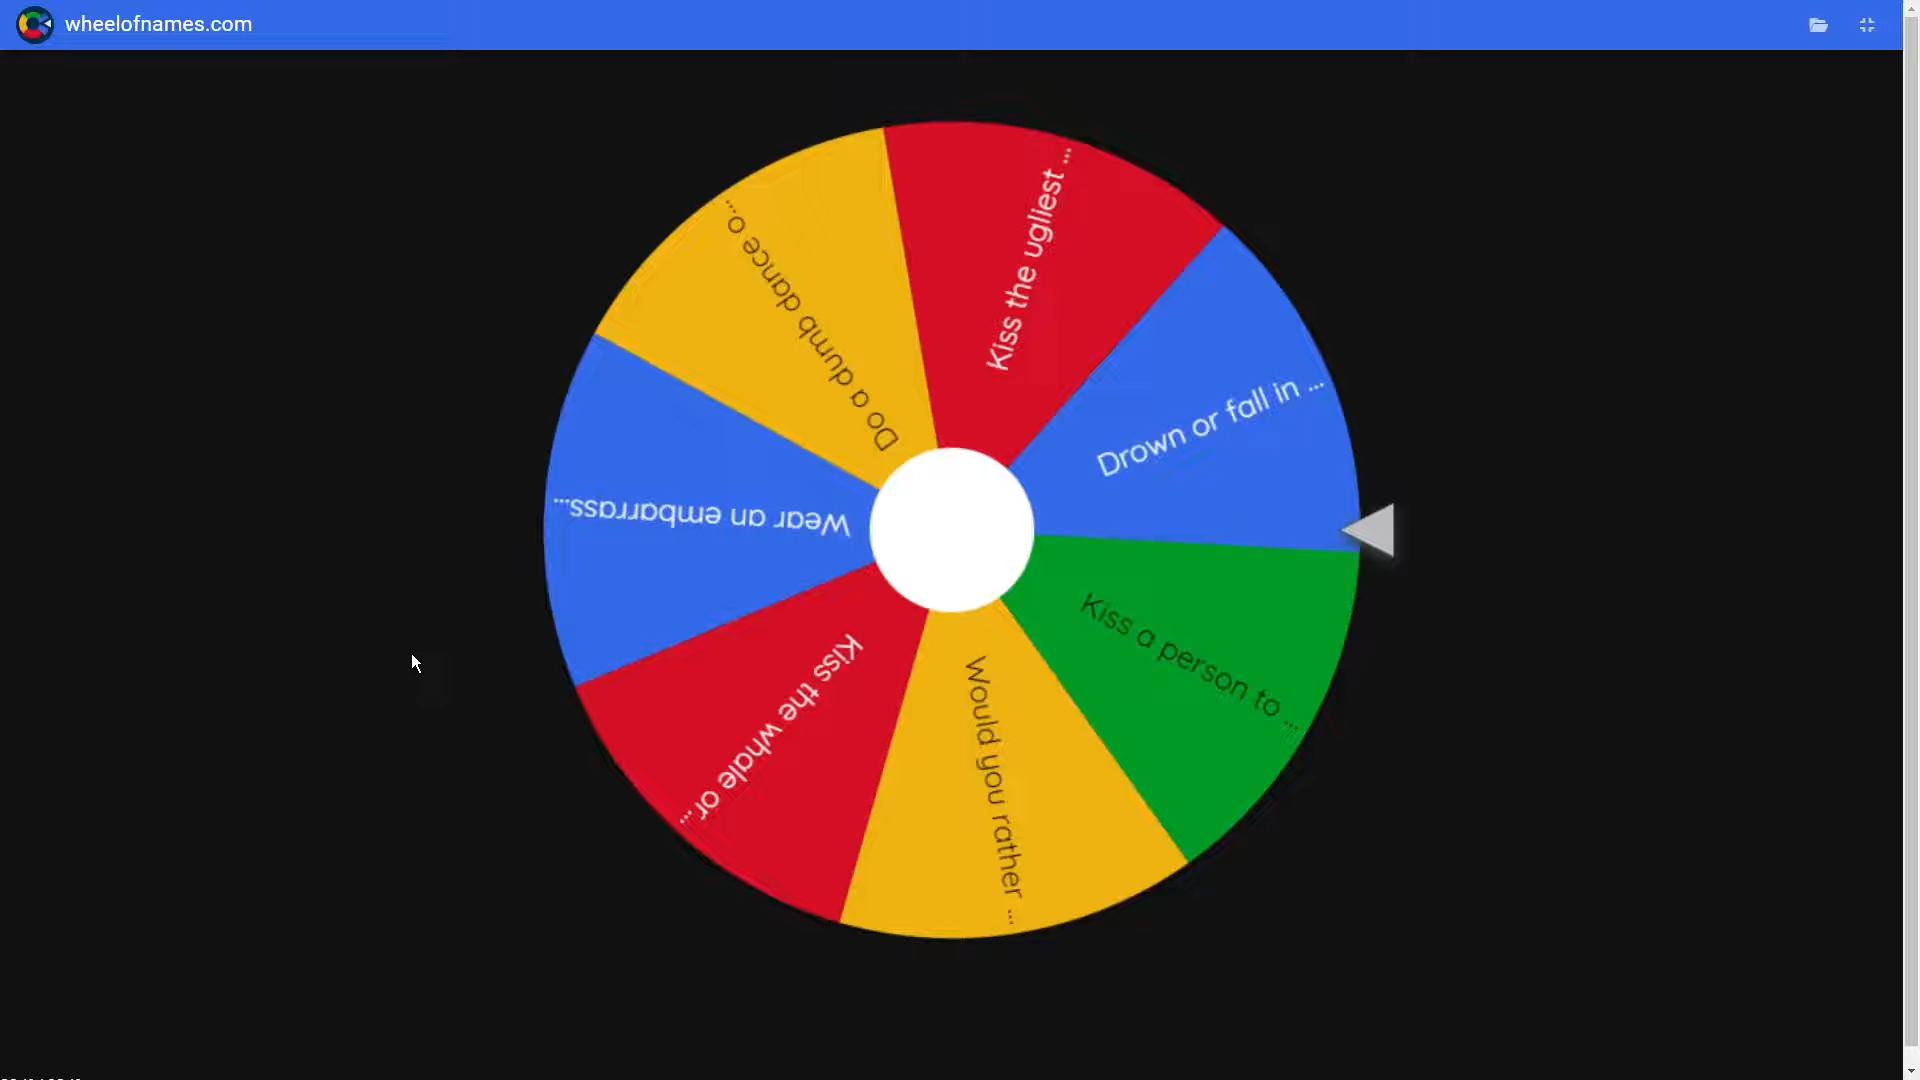 wheelofnames.com
Kiss the ugliest ...
Do a dumb dance o...
Drown or fall in ...
Wear an embarrass...
Kiss a person to ...
Kiss the whale or...
Would you rather ...